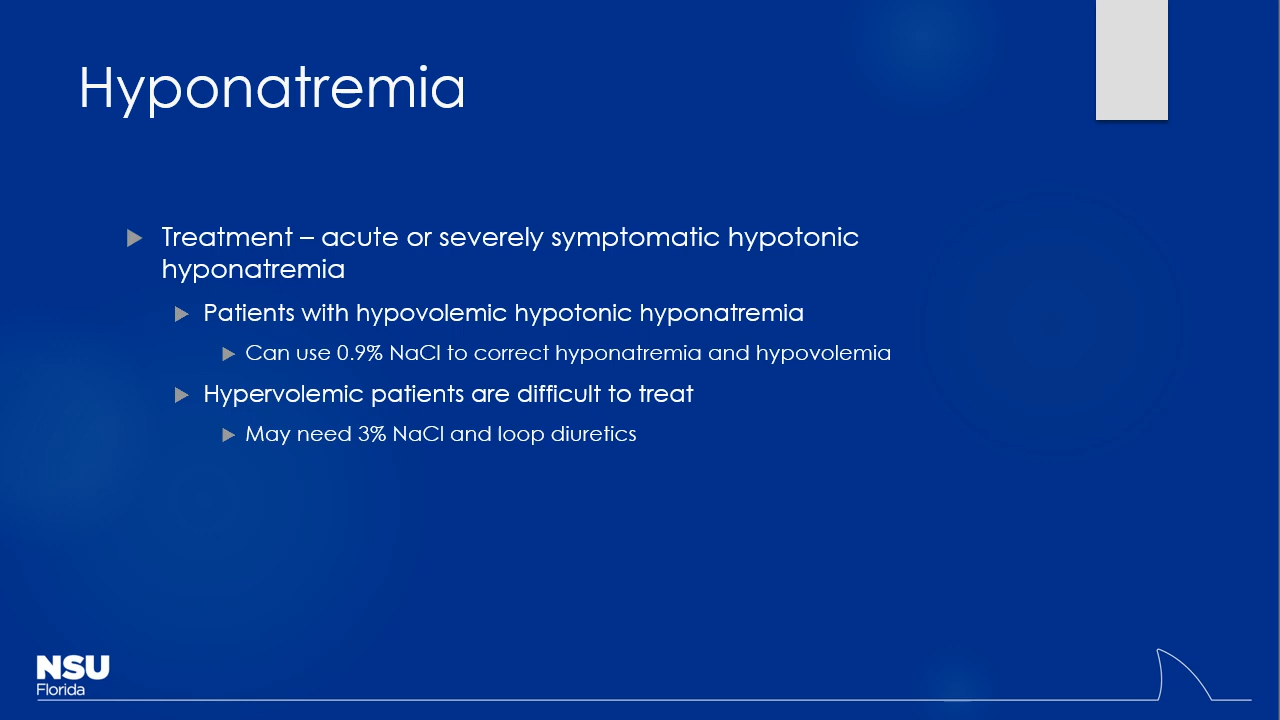 Hyponatremia
Treatment – acute or severely symptomatic hypotonic
hyponatremia
Patients with hypovolemic hypotonic hyponatremia
Can use 0.9% NaCl to correct hyponatremia and hypovolemia
Hypervolemic patients are difficult to treat
May need 3% NaCl and loop diuretics
NSU
Florida